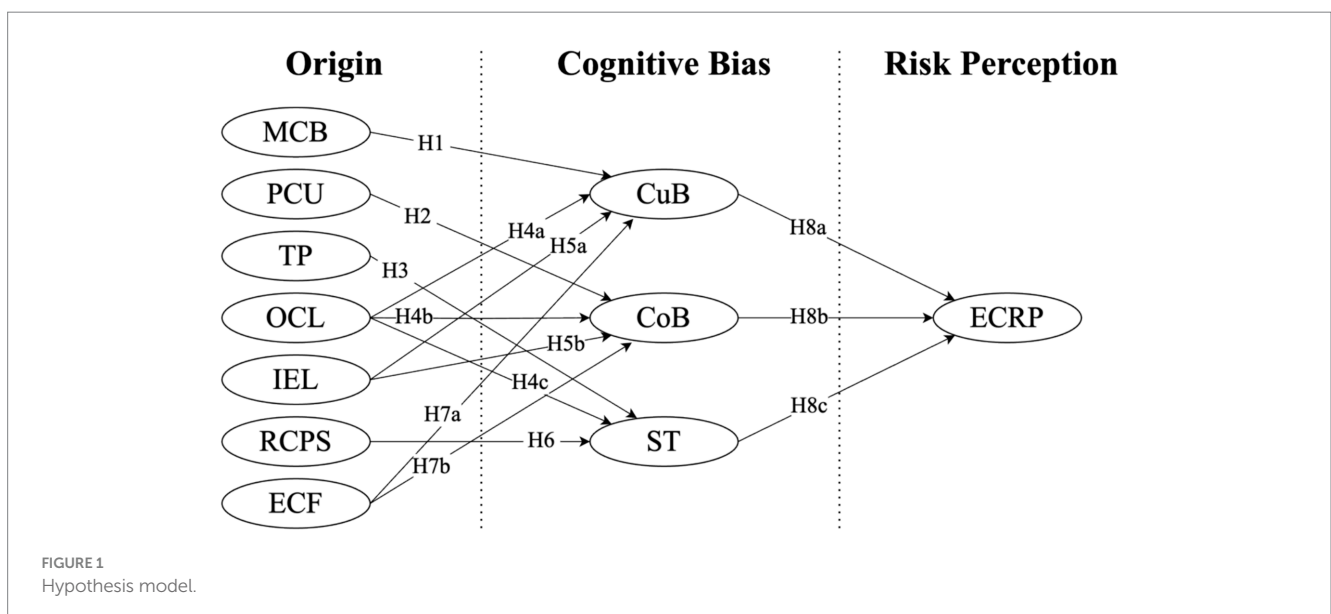 Origin
Cognitive Bias
Risk Perception
MCB
H1
PCU
CuB
H2
H8a
H4a
TP
H5a
H3
OCL
H4b
CoB
H8b
ECRP
H5b
IEL
H4c
H7a
H8c
RCPS
H6
ST
H7b
ECF
FIGURE 1
Hypothesis model.